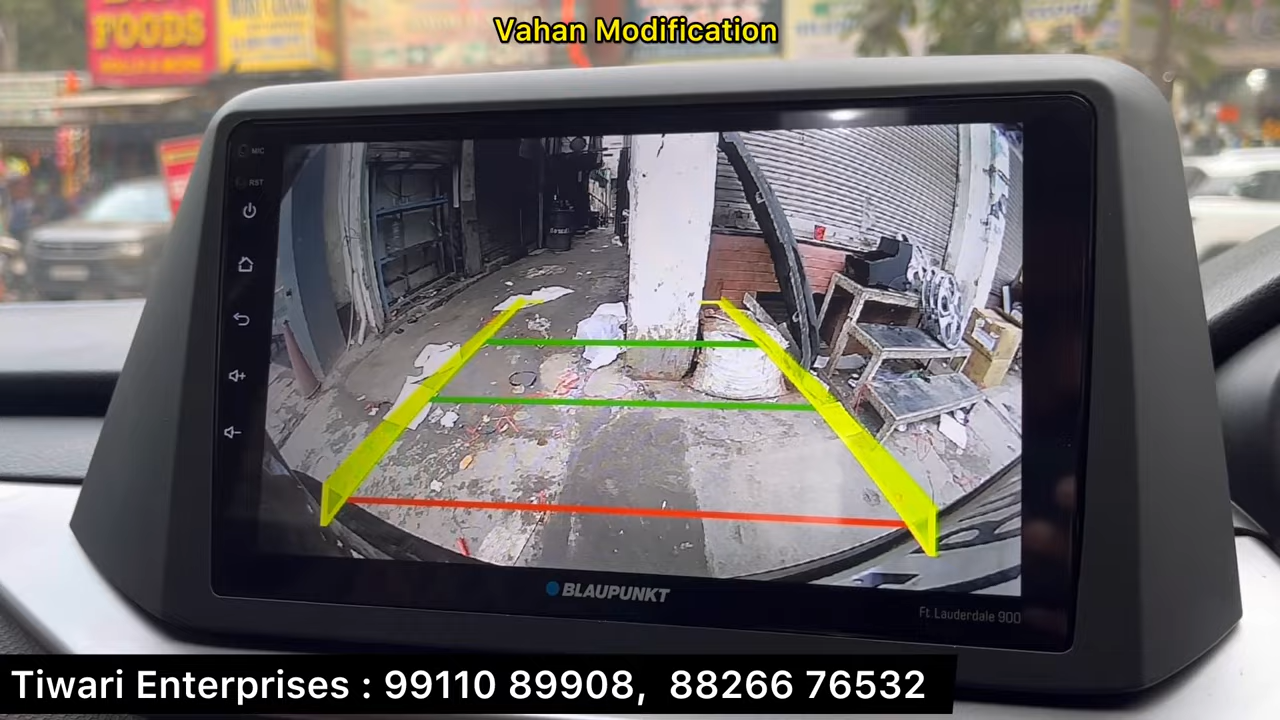 Vahan Modification
FOODS
MIC
RST
BLAUPUNKT
Ft Lauderdale 900
Tiwari Enterprises : 99110 89908, 88266 76532